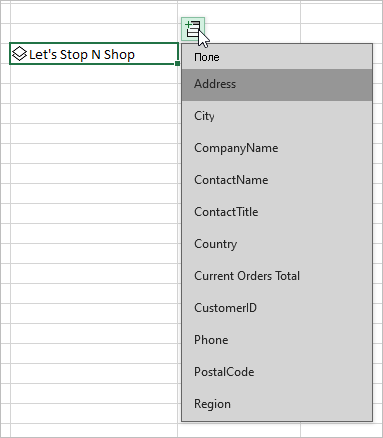 Let's Stop N Shop
Поле
Address
City
CompanyName
ContactName
ContactTitle
Country
Current Orders Total
CustomerID
Phone
PostalCode
Region